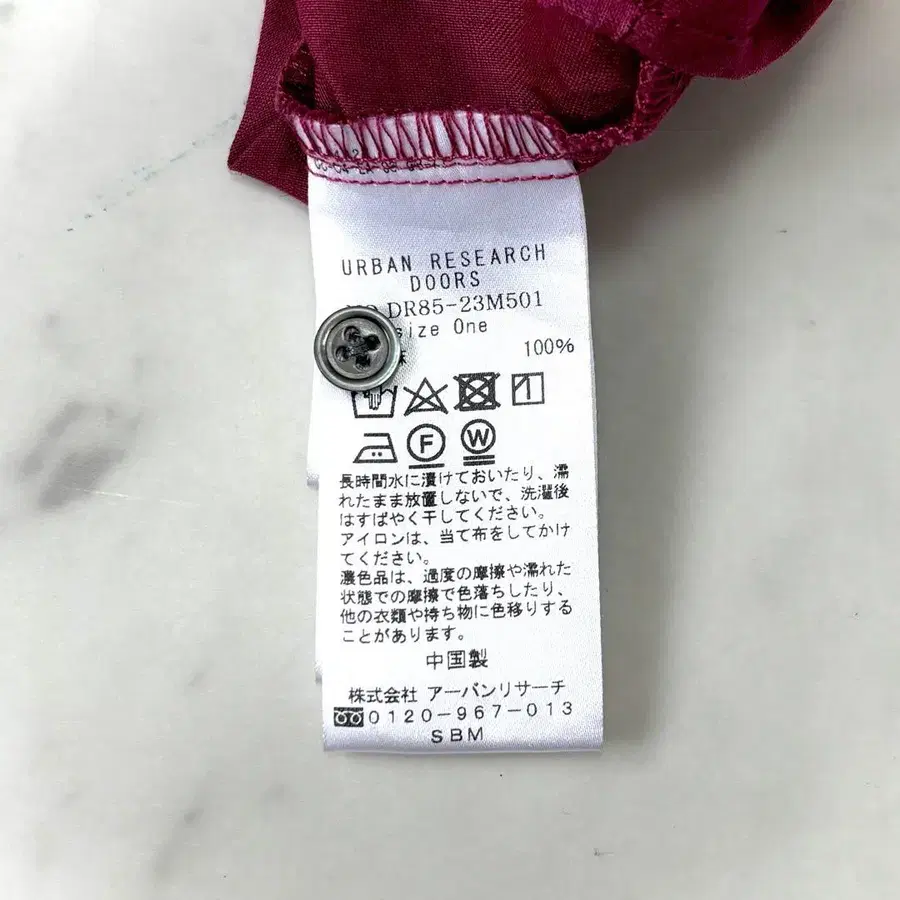 URBAN RESEARCH
DOORS
DR85-23M501
size One
100%
F W
長時間水に漬けておいたり、濡
れたまま放置しないで、洗濯後
はすばやく干してください。
アイロンは、当て布をしてかけ
てください。
濃色品は、過度の摩擦や濡れた
状態での摩擦で色落ちしたり、
他の衣類や持ち物に色移りする
ことがあります。
中国製
株式会社 アーバンリサーチ
0120-967-013
SBM